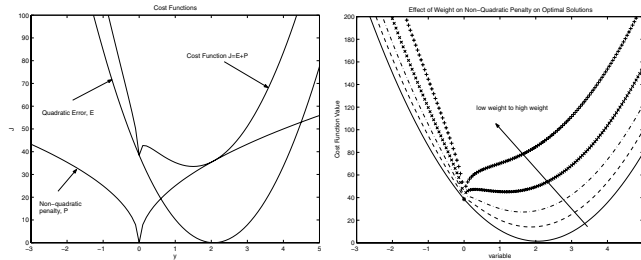 Cost Functions
100
90
80
70
60
50
40
30
20
10
0
−3 −2 −1 0 1 2 3 4 5
y
J
Cost Function J=E+P
Quadratic Error, E
Non-quadratic
penalty, P
Effect of Weight on Non-Quadratic Penalty on Optimal Solutions
200
180
160
140
120
100
80
60
40
20
0
−3 −2 −1 0 1 2 3 4 5
variable
Cost Function Value
low weight to high weight